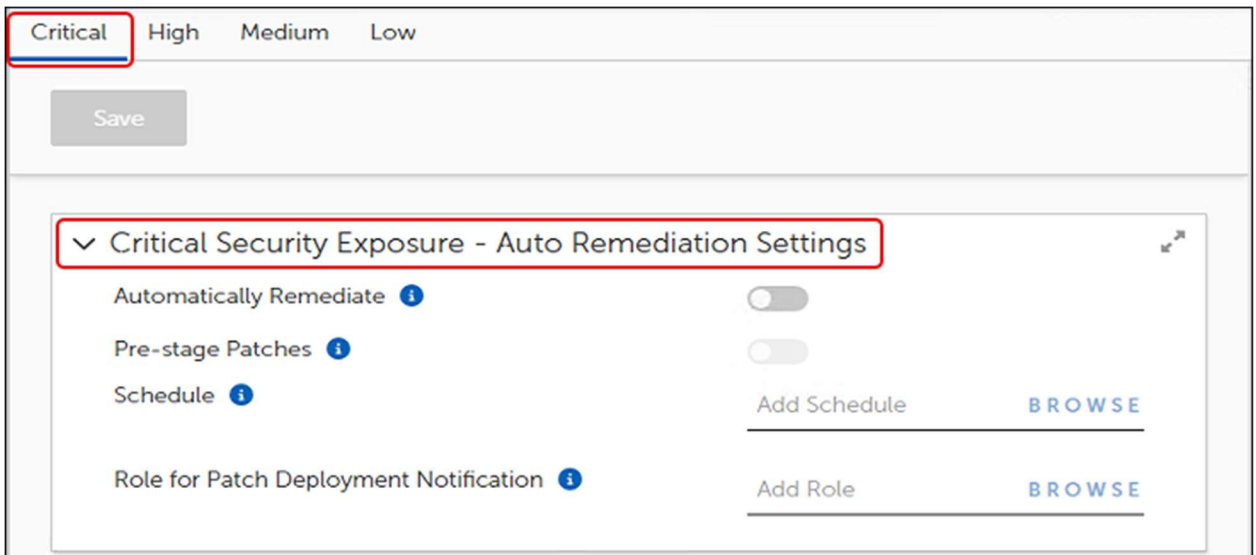 Critical High Medium Low
Save
Critical Security Exposure - Auto Remediation Settings
Automatically Remediate i
Pre-stage Patches i
Schedule i
Add Schedule BROWSE
Role for Patch Deployment Notification i
Add Role BROWSE